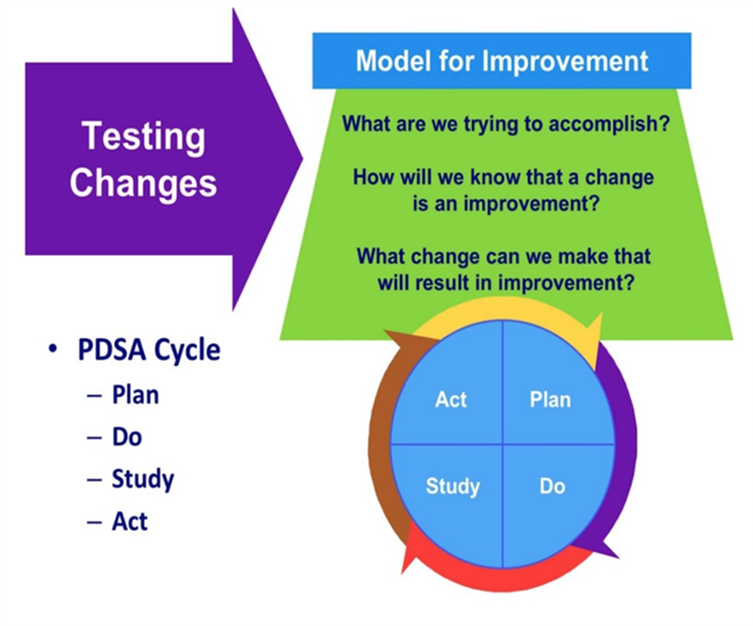 Testing
Changes
Model for Improvement
What are we trying to accomplish?
How will we know that a change
is an improvement?
What change can we make that
will result in improvement?
• PDSA Cycle
– Plan
– Do
– Study
– Act
Act
Plan
Study
Do